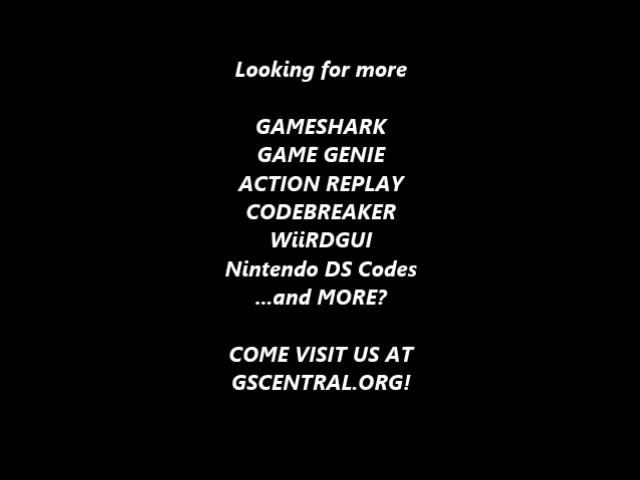 Looking for more
GAMESHARK
GAME GENIE
ACTION REPLAY
CODEBREAKER
WiiRDGUI
Nintendo DS Codes
...and MORE?
COME VISIT US AT
GSCENTRAL.ORG!